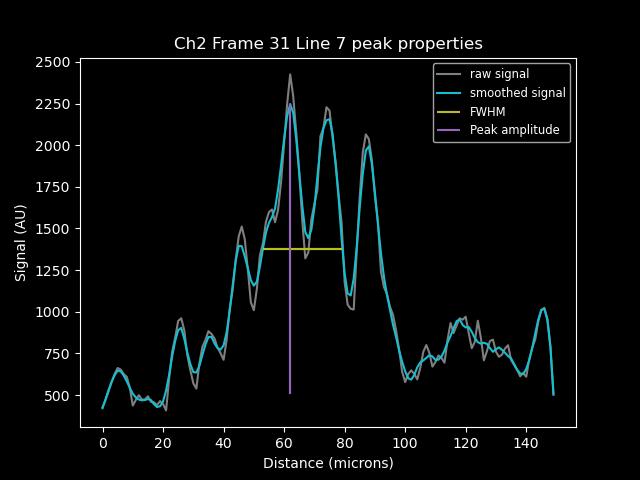 Ch2 Frame 31 Line 7 peak properties
raw signal
smoothed signal
FWHM
Peak amplitude
Signal (AU)
2500
2250
2000
1750
1500
1250
1000
750
500
0 20 40 60 80 100 120 140
Distance (microns)